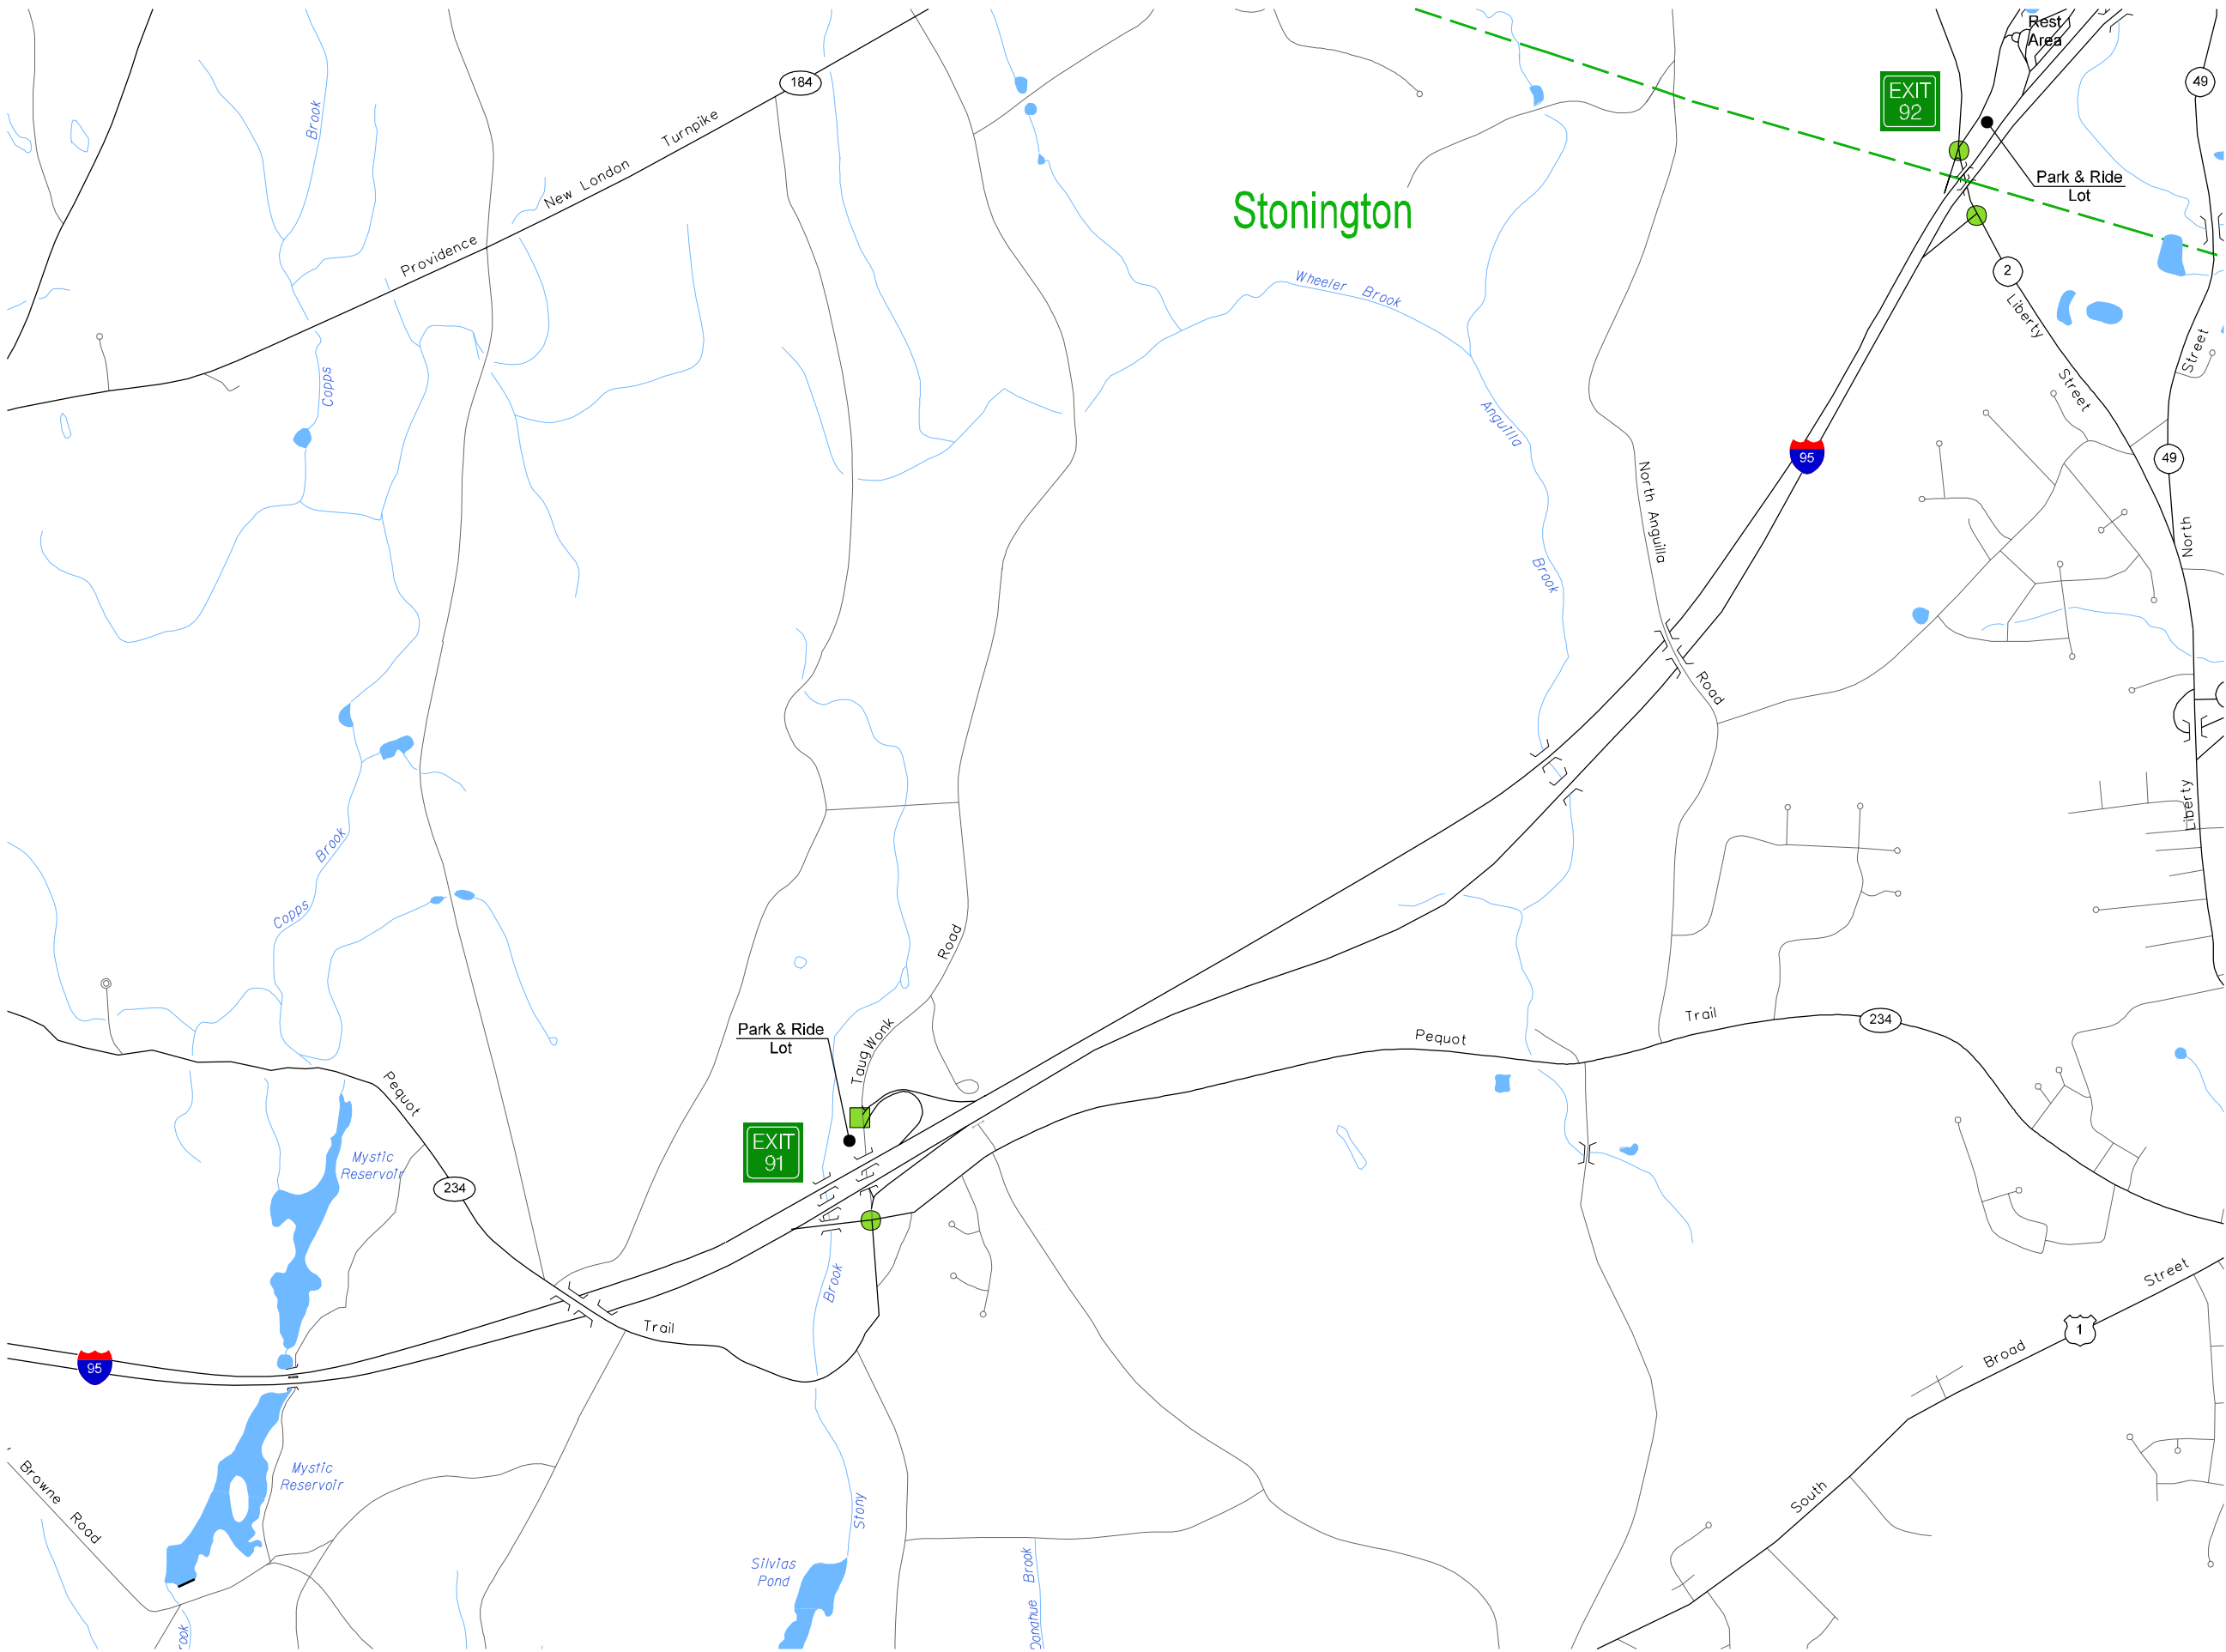 Rest
Area
184
49
EXIT
92
Brook
Providence New London Turnpike
Park & Ride
Lot
Stonington
2
Wheeler Brook
Liberty
Street
Street
Copps
Anguilla
Brook
95
49
North Anguilla
Road
North
Liberty
Brook
Copps
Road
Taug Wonk
Park & Ride
Lot
Pequot
Trail
234
Pequot
EXIT
91
Mystic
Reservoir
234
Brook
Trail
Street
1
Broad
95
South
Browne Road
Mystic
Reservoir
Stony
Silvias
Pond
Donahue Brook
rook